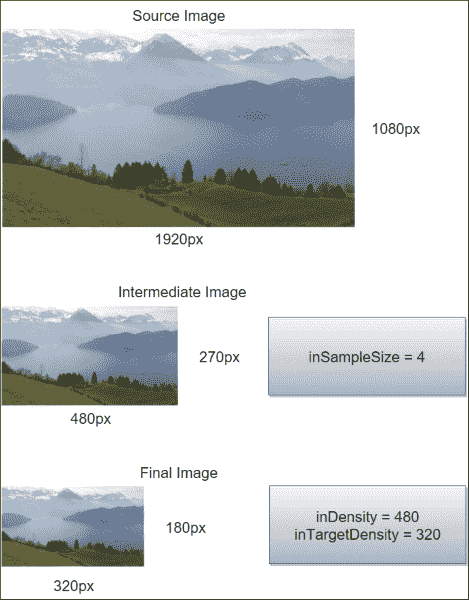 Source Image
1080px
1920px
Intermediate Image
270px
inSampleSize = 4
480px
Final Image
180px
inDensity = 480
inTargetDensity = 320
320px